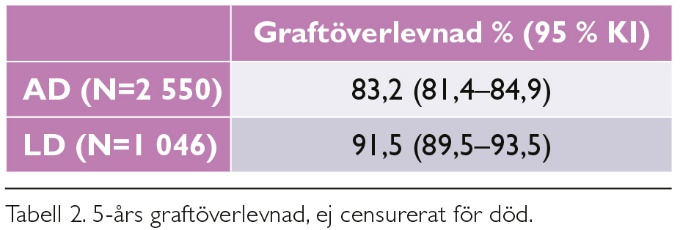 Graftöverlevnad % (95 % KI)
AD (N=2 550) 83,2 (81,4–84,9)
LD (N=1 046) 91,5 (89,5–93,5)
Tabell 2. 5-års graftöverlevnad, ej censurerat för död.